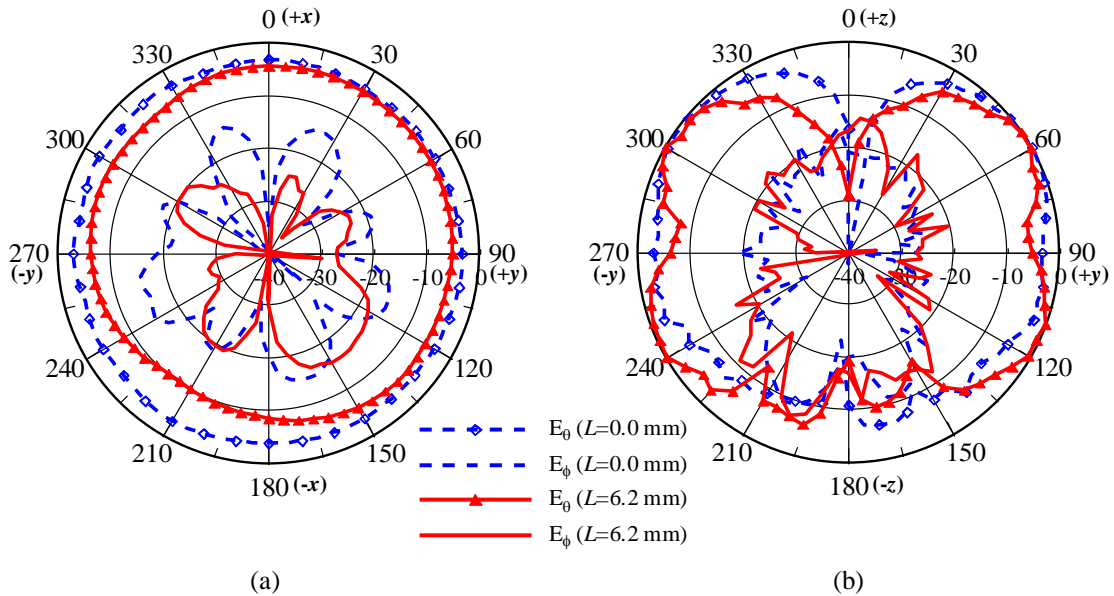 0 (+x)
330
30
300
60
270
(-y)
-40
-30
-20
-10
0
90
(+y)
240
120
210
150
180 (-x)
0 (+z)
330
30
300
60
270
(-y)
-40
-30
-20
-10
0
90
(+y)
240
120
210
150
180 (-z)
Eθ (L=0.0 mm)
Eϕ (L=0.0 mm)
Eθ (L=6.2 mm)
Eϕ (L=6.2 mm)
(a)
(b)